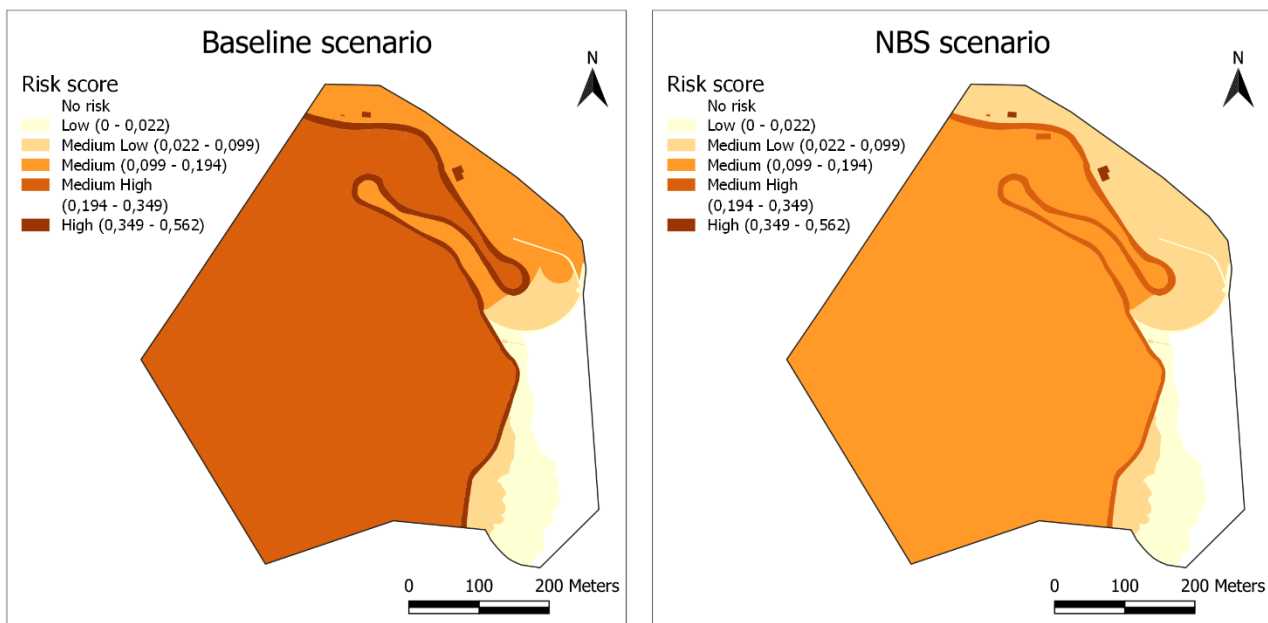 Baseline scenario
N
Risk score
No risk
Low (0 - 0,022)
Medium Low (0,022 - 0,099)
Medium (0,099 - 0,194)
Medium High
(0,194 - 0,349)
High (0,349 - 0,562)
0 100 200 Meters
NBS scenario
N
Risk score
No risk
Low (0 - 0,022)
Medium Low (0,022 - 0,099)
Medium (0,099 - 0,194)
Medium High
(0,194 - 0,349)
High (0,349 - 0,562)
0 100 200 Meters